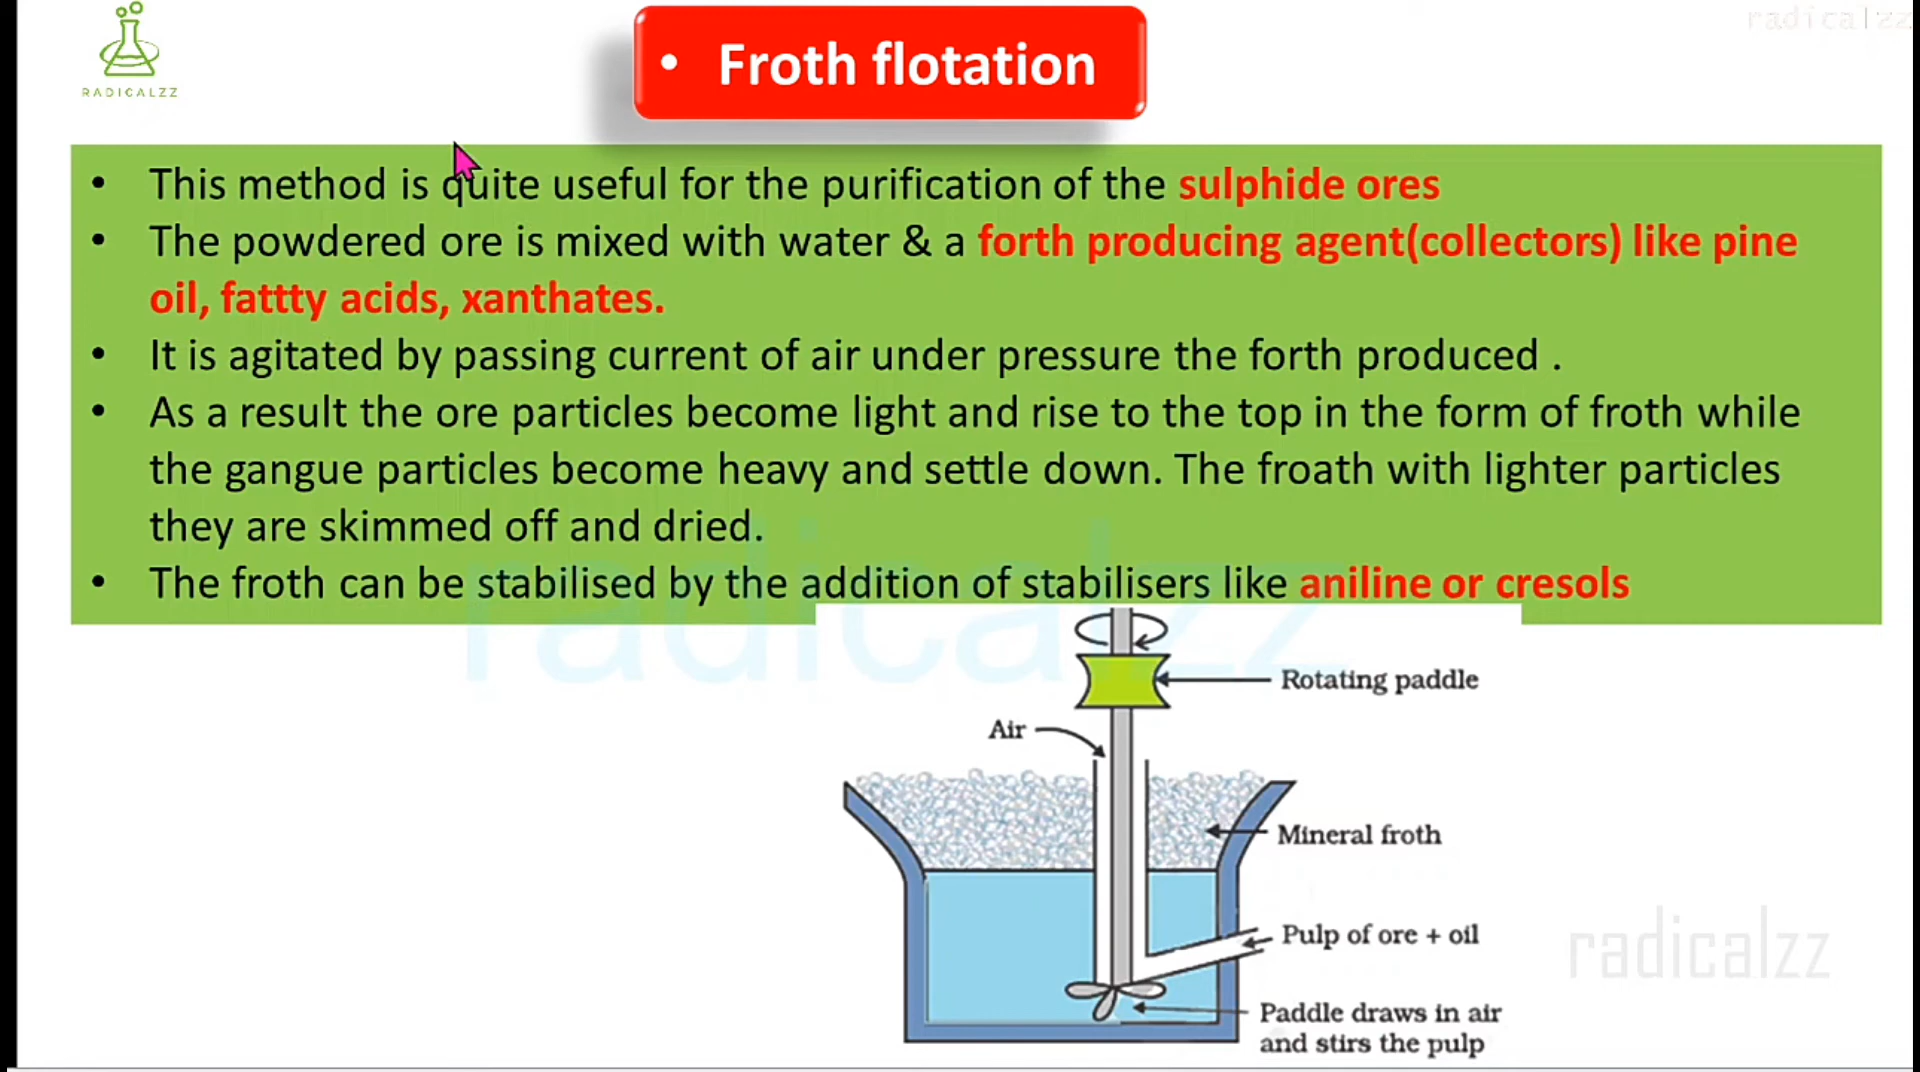 radicalzz
RADICALZZ
• Froth flotation
• This method is quite useful for the purification of the sulphide ores
• The powdered ore is mixed with water & a forth producing agent(collectors) like pine
oil, fattty acids, xanthates.
• It is agitated by passing current of air under pressure the forth produced .
• As a result the ore particles become light and rise to the top in the form of froth while
the gangue particles become heavy and settle down. The froath with lighter particles
they are skimmed off and dried.
• The froth can be stabilised by the addition of stabilisers like aniline or cresols
radicalzz
Rotating paddle
Air
Mineral froth
Pulp of ore + oil
radicalzz
Paddle draws in air
and stirs the pulp